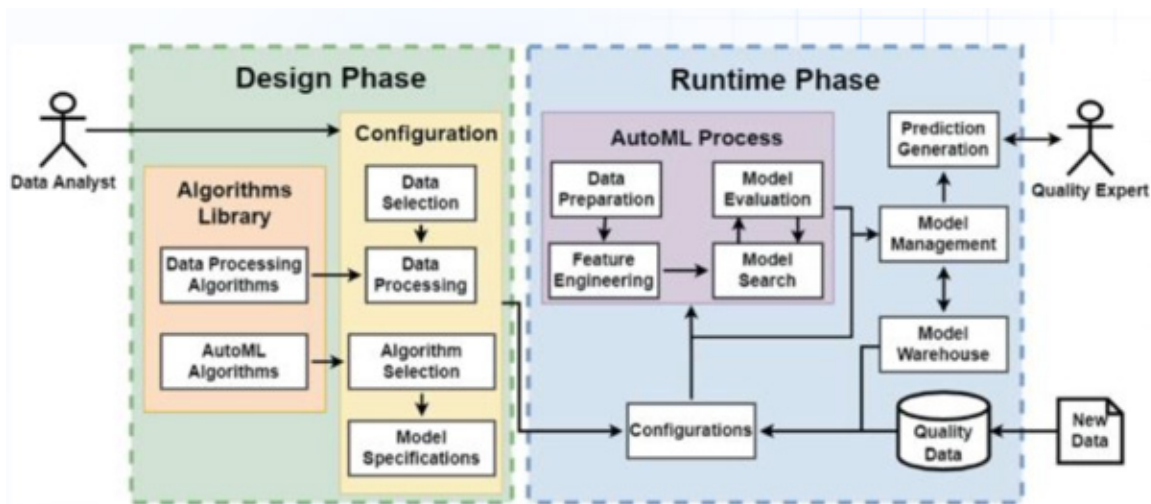 Design Phase
Runtime Phase
Data Analyst
Configuration
Algorithms
Library
Data
Selection
Data Processing
Algorithms
Data
Processing
AutoML
Algorithms
Algorithm
Selection
Model
Specifications
AutoML Process
Data
Preparation
Model
Evaluation
Feature
Engineering
Model
Search
Prediction
Generation
Quality Expert
Model
Management
Model
Warehouse
Configurations
Quality
Data
New
Data